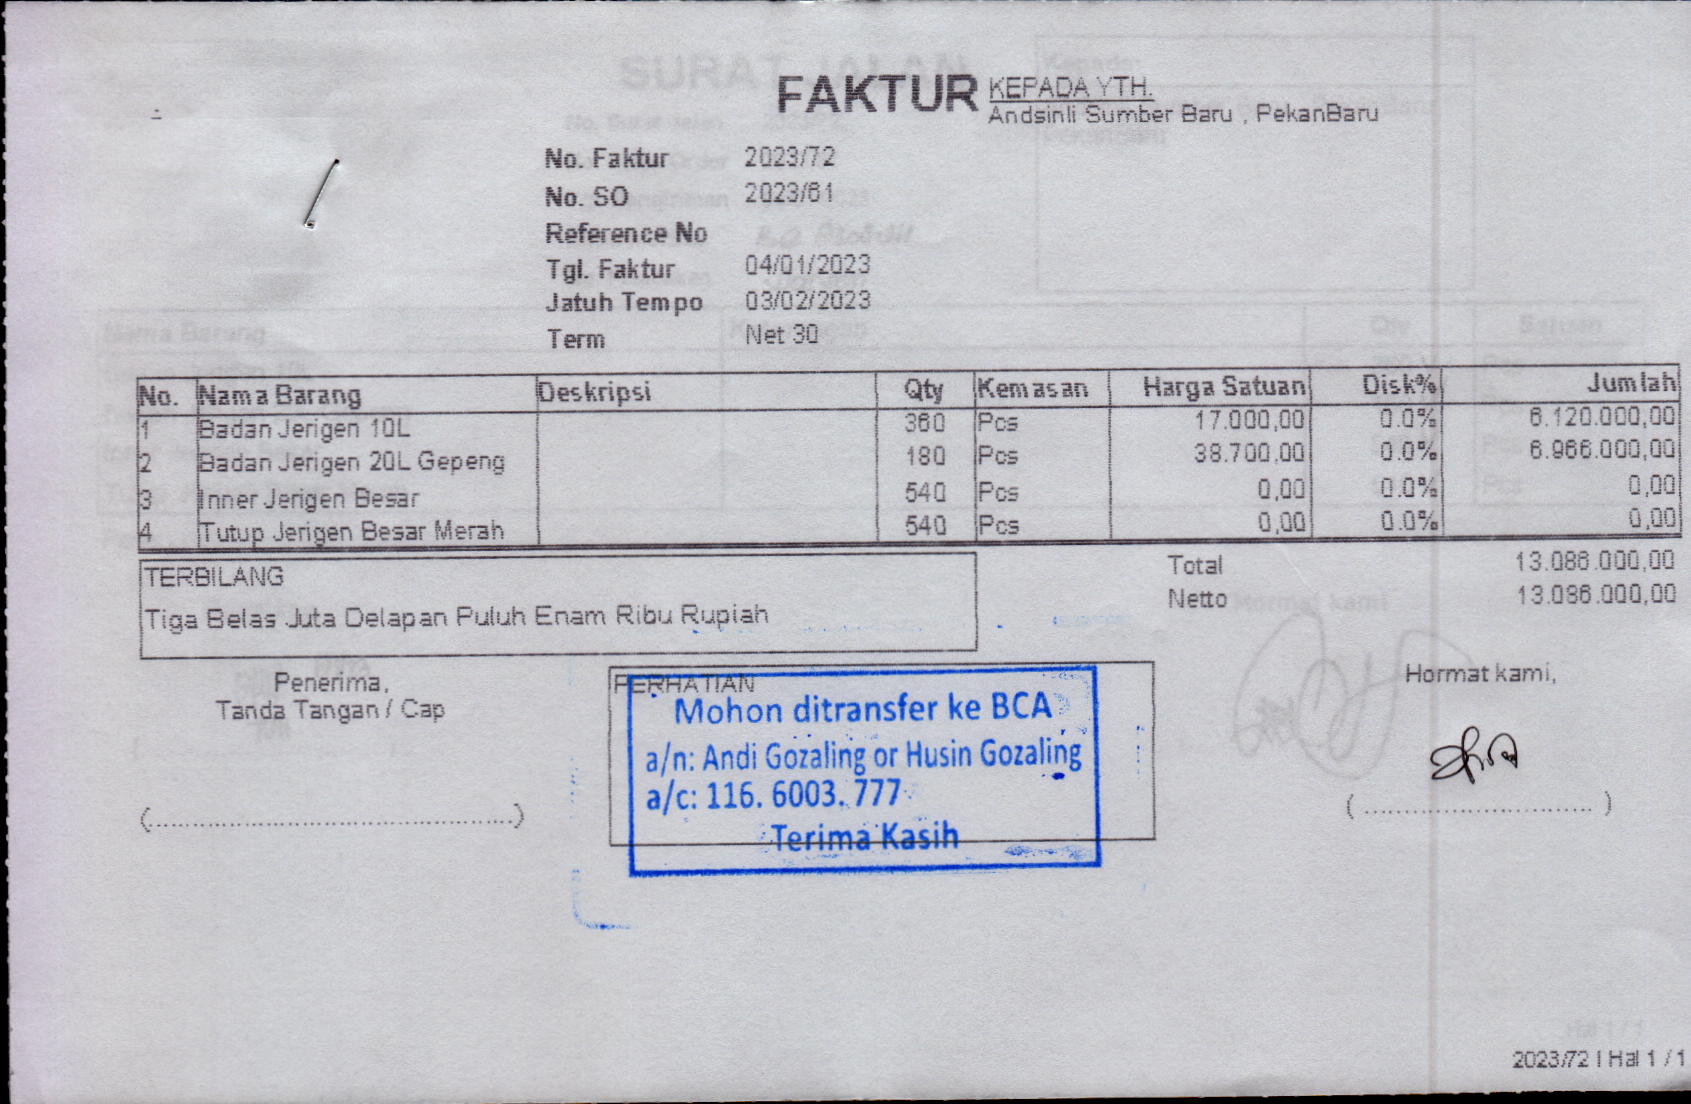 FAKTUR
KEPADA YTH.
Andsinli Sumber Baru , PekanBaru
No. Faktur 2023/72
No. SO 2023/61
Reference No
Tgl. Faktur 04/01/2023
Jatuh Tempo 03/02/2023
Term Net 30
No. Nama Barang Deskripsi Qty Kemasan Harga Satuan Disk% Jumlah
1 Badan Jerigen 10L 360 Pcs 17.000,00 0.0% 6.120.000,00
2 Badan Jerigen 20L Gepeng 180 Pcs 38.700,00 0.0% 6.966.000,00
3 Inner Jerigen Besar 540 Pcs 0,00 0.0% 0,00
4 Tutup Jerigen Besar Merah 540 Pcs 0,00 0.0% 0,00
TERBILANG
Tiga Belas Juta Delapan Puluh Enam Ribu Rupiah
Total 13.086.000,00
Netto 13.086.000,00
Penerima,
Tanda Tangan / Cap
PERHATIAN
Mohon ditransfer ke BCA
a/n: Andi Gozaling or Husin Gozaling
a/c: 116. 6003. 777
Terima Kasih
Hormat kami,
2023/72 | Hal 1 / 1